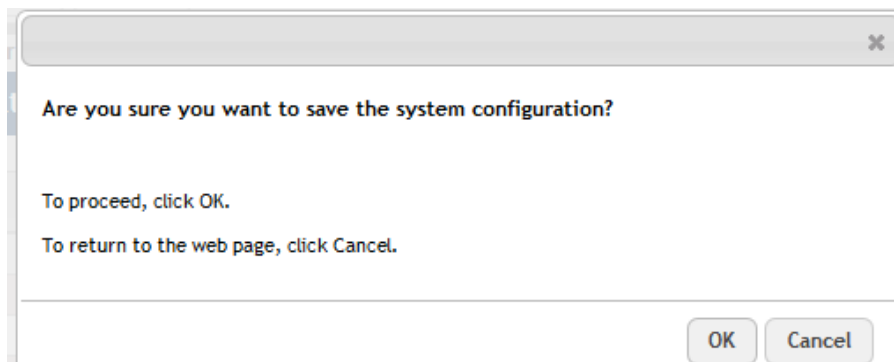 Are you sure you want to save the system configuration?
To proceed, click OK.
To return to the web page, click Cancel.
OK Cancel